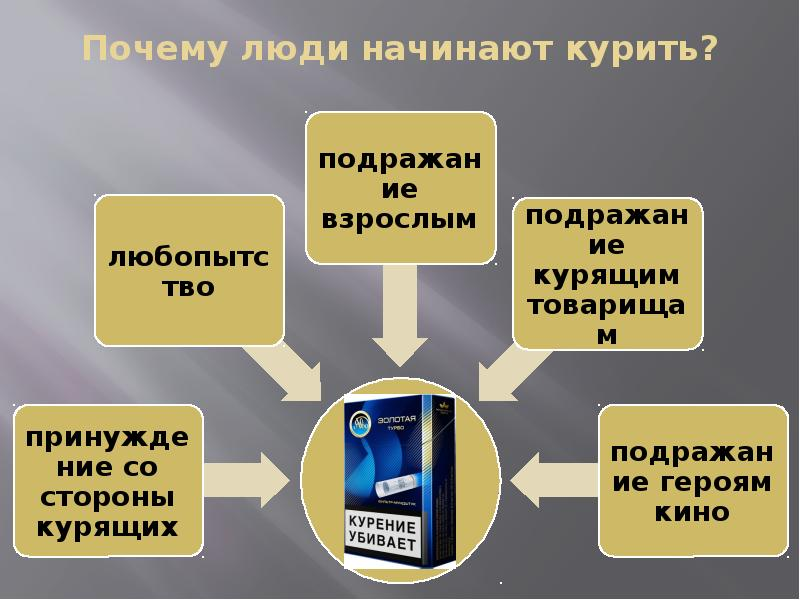 Почему люди начинают курить?
подражан
ие
взрослым
любопытс
тво
подражан
ие
курящим
товарища
м
принужде
ние со
стороны
курящих
подражан
ие героям
кино
ЗОЛОТАЯ
ТУРБО
КУРЕНИЕ
УБИВАЕТ